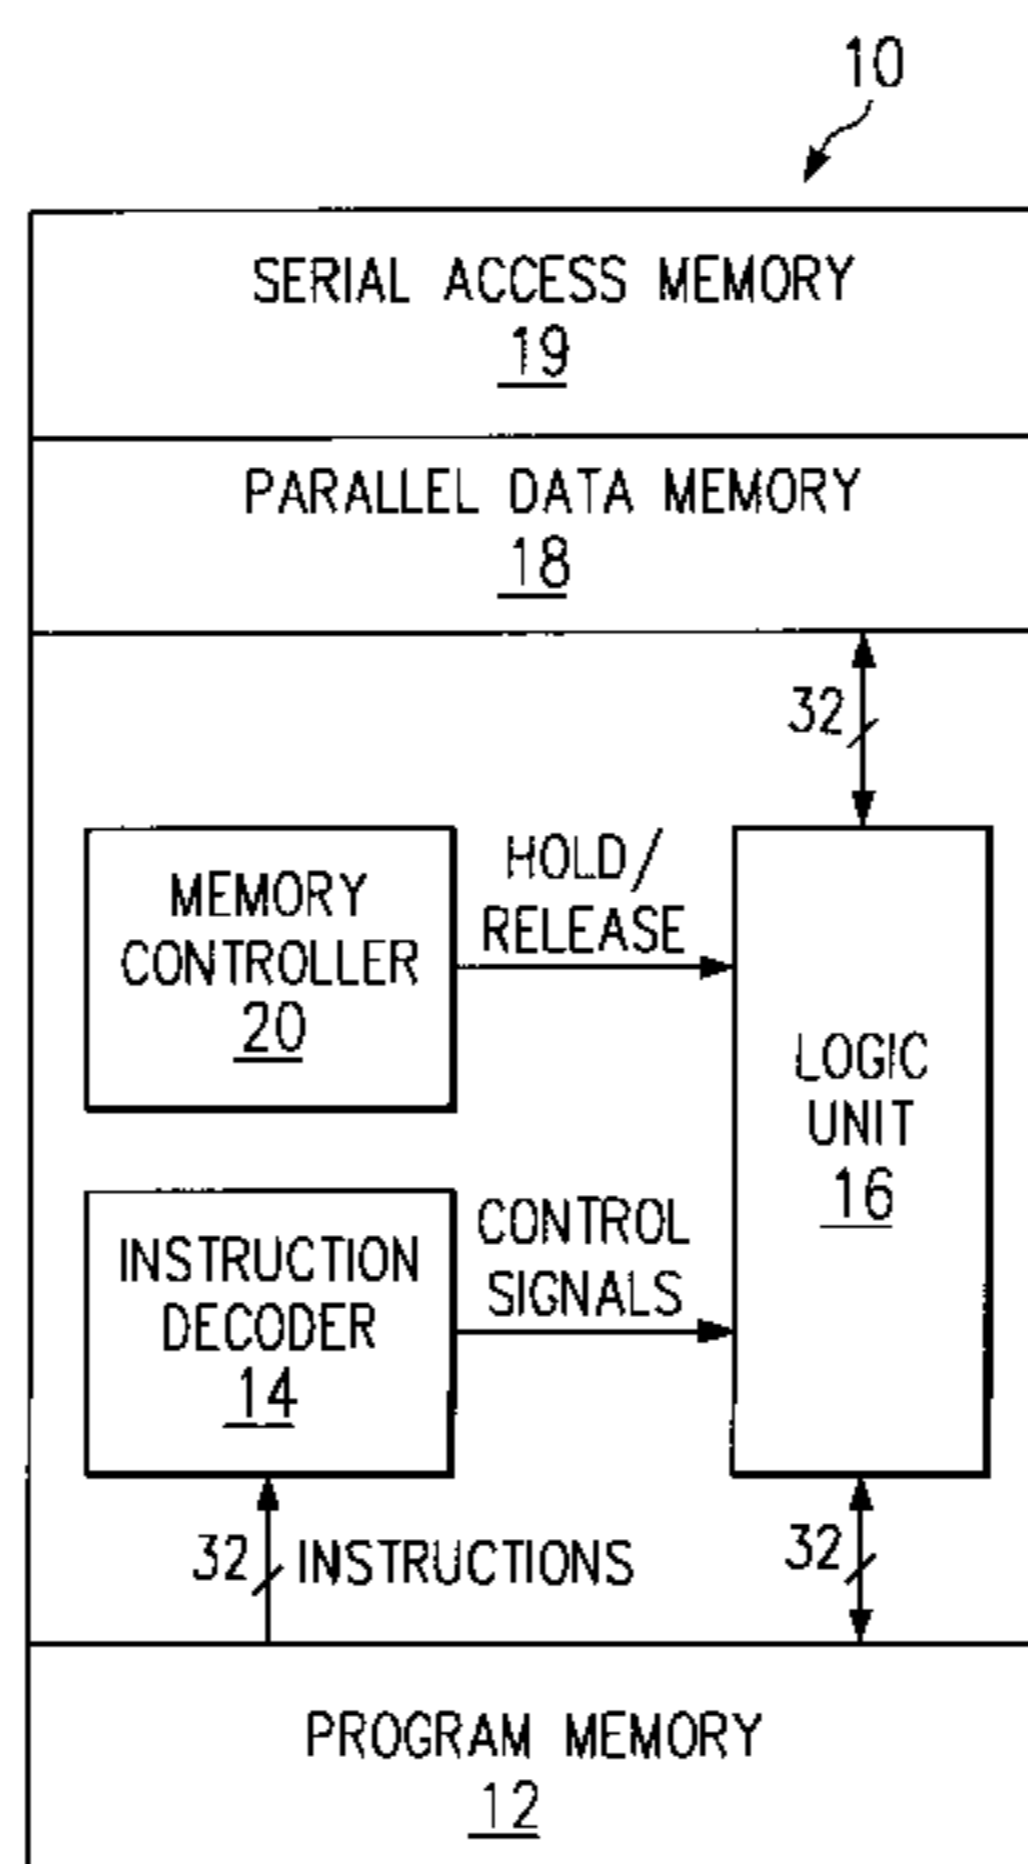 10
SERIAL ACCESS MEMORY
19
PARALLEL DATA MEMORY
18
32
MEMORY
CONTROLLER
20
HOLD/
RELEASE
LOGIC
UNIT
16
INSTRUCTION
DECODER
14
CONTROL
SIGNALS
32 INSTRUCTIONS
32
PROGRAM MEMORY
12